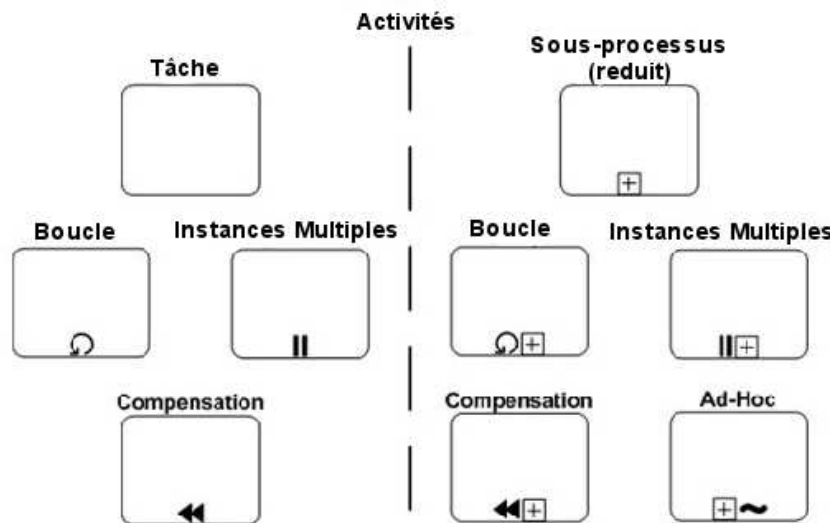 Activités
Tâche
Sous-processus
(reduit)
Boucle
Instances Multiples
Boucle
Instances Multiples
Compensation
Compensation
Ad-Hoc